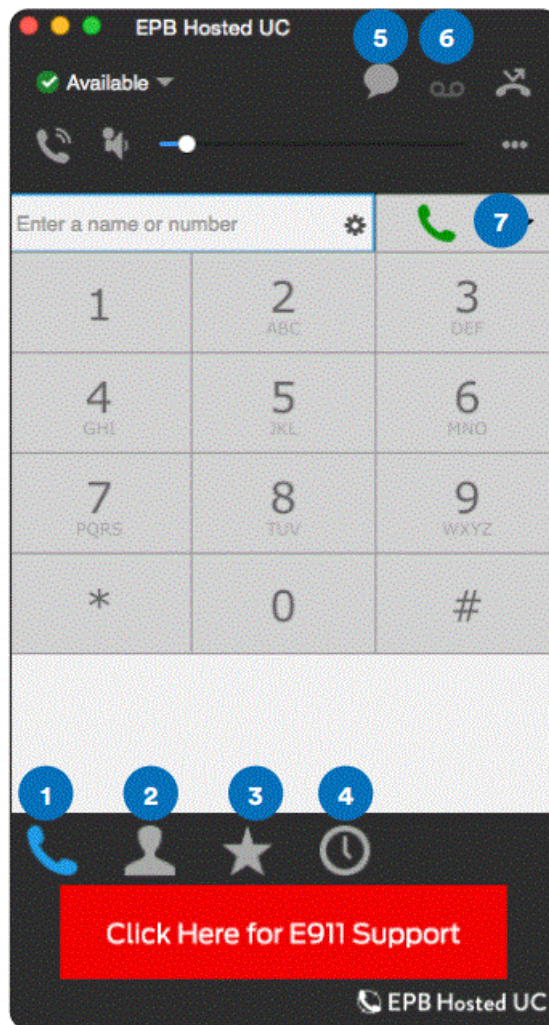 EPB Hosted UC
5 6
Available
Enter a name or number
7
1 2 3
ABC DEF
4 5 6
GHI JKL MNO
7 8 9
PQRS TUV WXYZ
* 0 #
1 2 3 4
Click Here for E911 Support
EPB Hosted UC